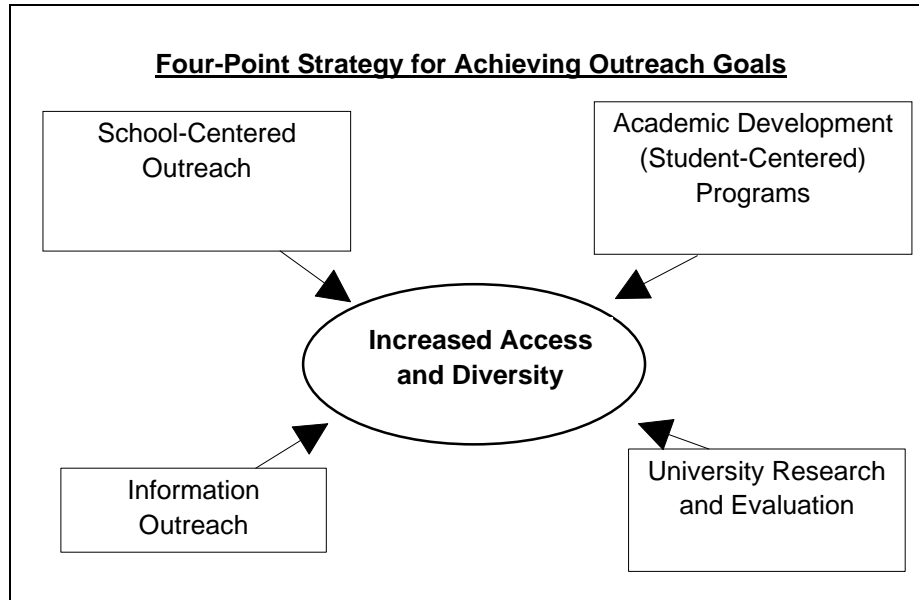 Four-Point Strategy for Achieving Outreach Goals
School-Centered
Outreach
Academic Development
(Student-Centered)
Programs
Increased Access
and Diversity
Information
Outreach
University Research
and Evaluation